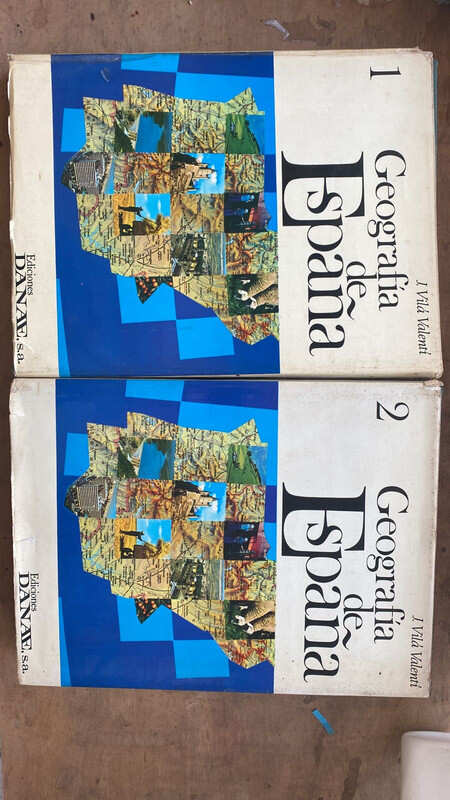 J. Vilá Valentí
Geografía
de
España
1
Ediciones
DANAE, s.a.
J. Vilá Valentí
Geografía
de
España
2
Ediciones
DANAE, s.a.